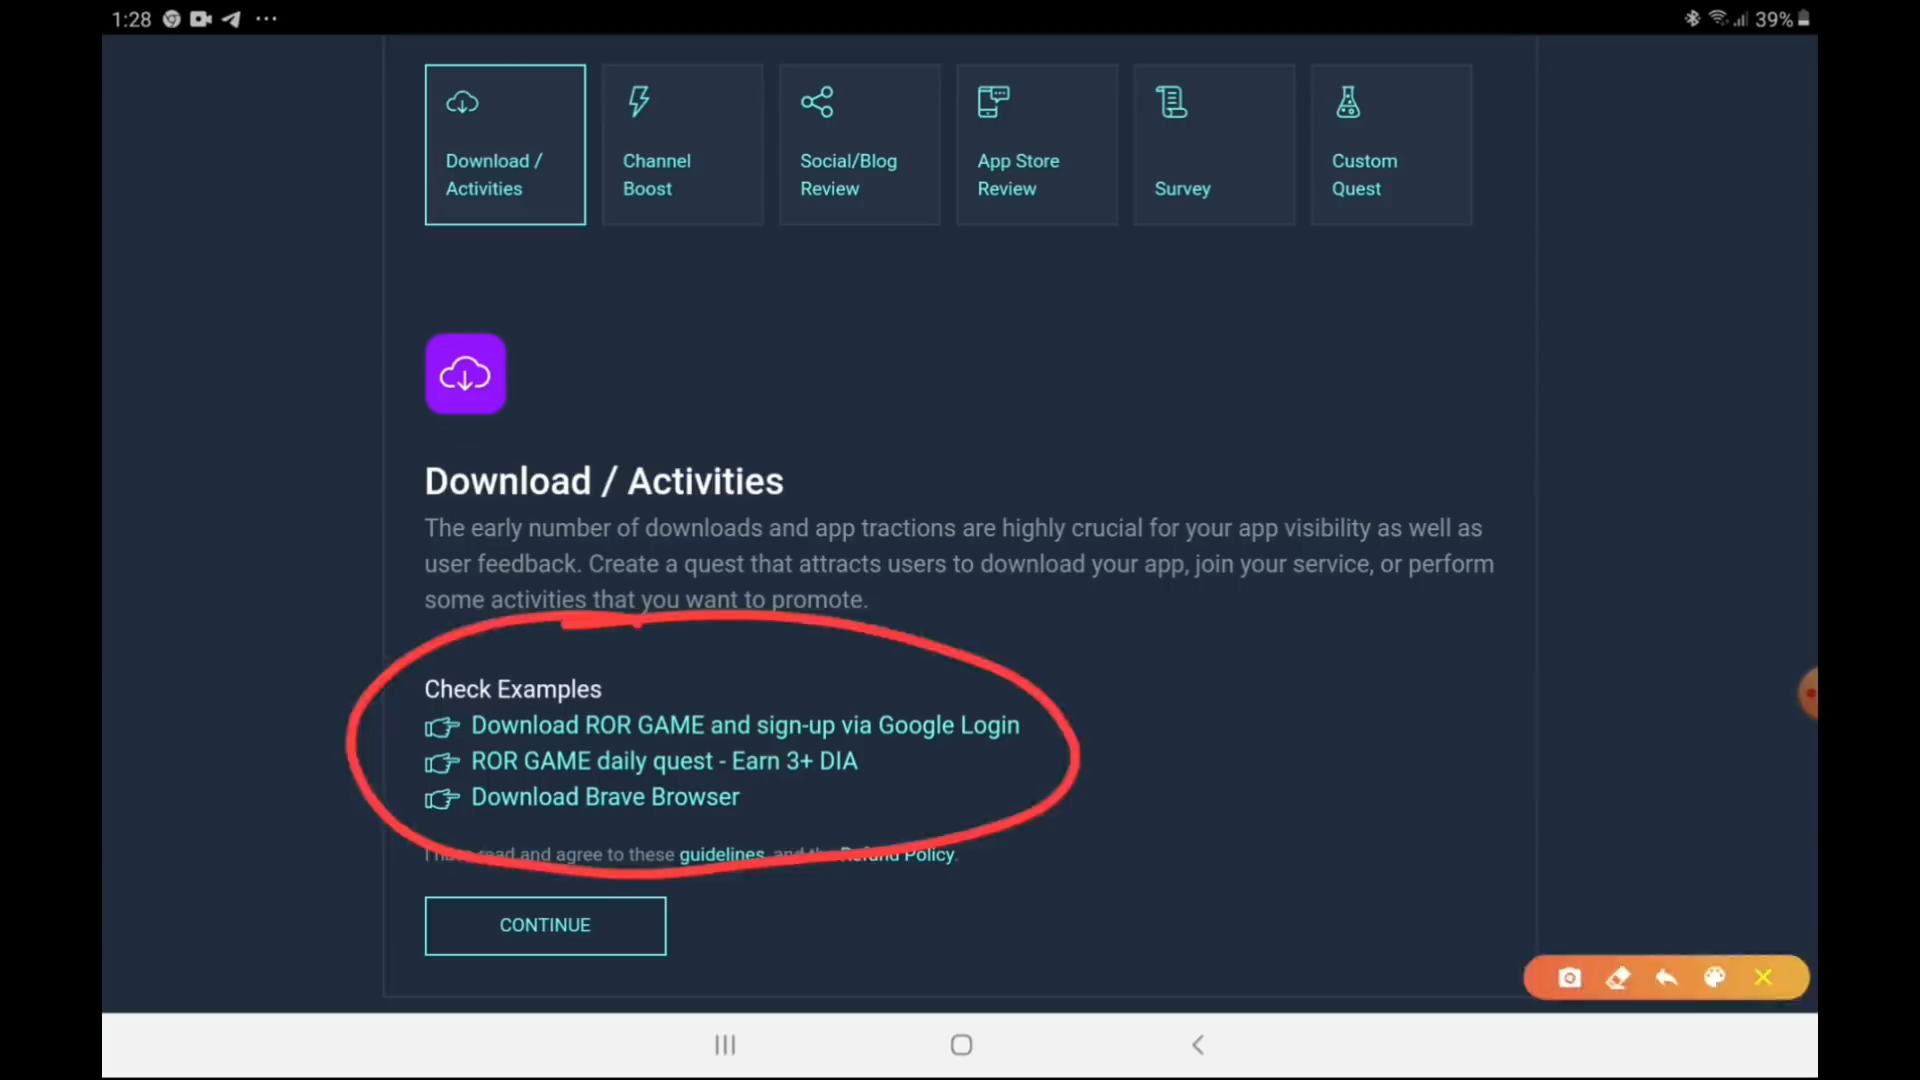 1:28
39%
Download /
Activities
Channel
Boost
Social/Blog
Review
App Store
Review
Survey
Custom
Quest
Download / Activities
The early number of downloads and app tractions are highly crucial for your app visibility as well as
user feedback. Create a quest that attracts users to download your app, join your service, or perform
some activities that you want to promote.
Check Examples
Download ROR GAME and sign-up via Google Login
ROR GAME daily quest - Earn 3+ DIA
Download Brave Browser
I have read and agree to these guidelines, and the Refund Policy.
CONTINUE